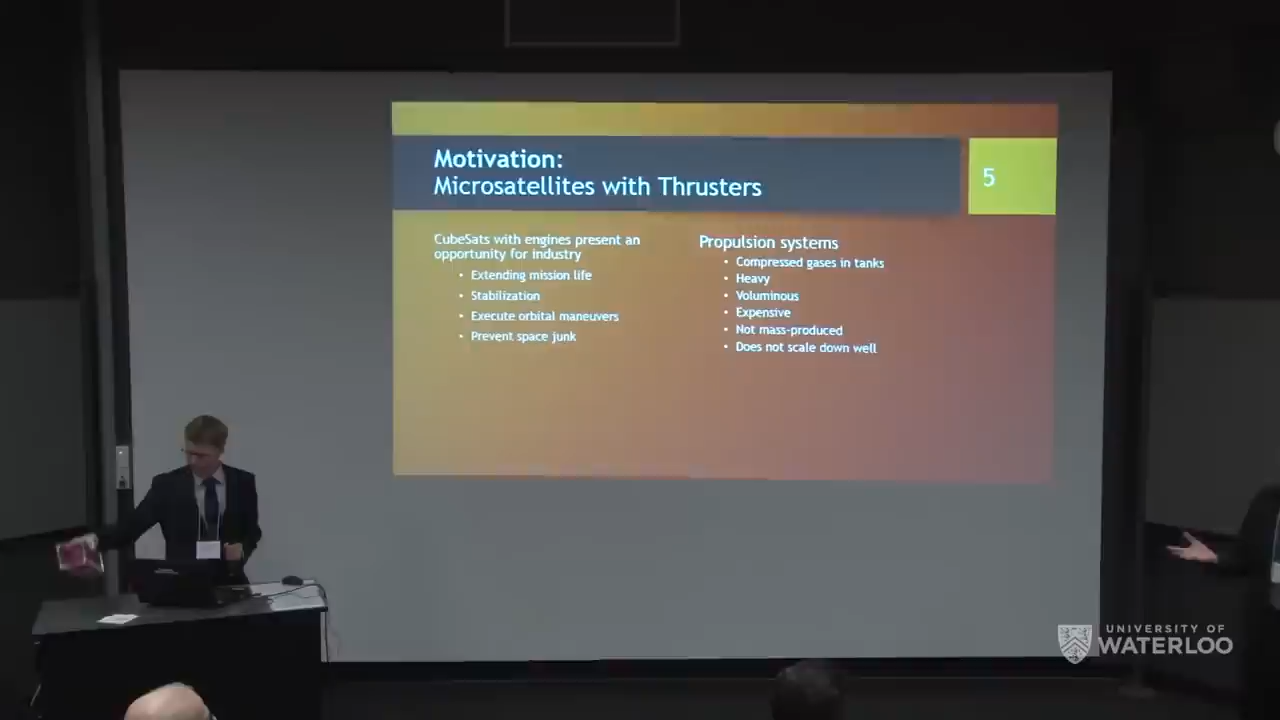 Motivation:
Microsatellites with Thrusters
5
CubeSats with engines present an
opportunity for industry
• Extending mission life
• Stabilization
• Execute orbital maneuvers
• Prevent space junk
Propulsion systems
• Compressed gases in tanks
• Heavy
• Voluminous
• Expensive
• Not mass-produced
• Does not scale down well
UNIVERSITY OF
WATERLOO